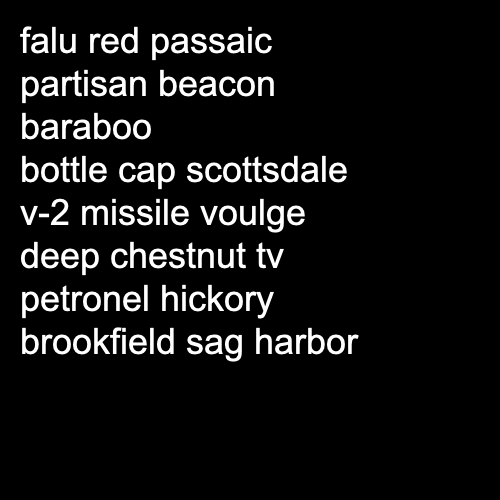 falu red passaic
partisan beacon
baraboo
bottle cap scottsdale
v-2 missile voulge
deep chestnut tv
petronel hickory
brookfield sag harbor